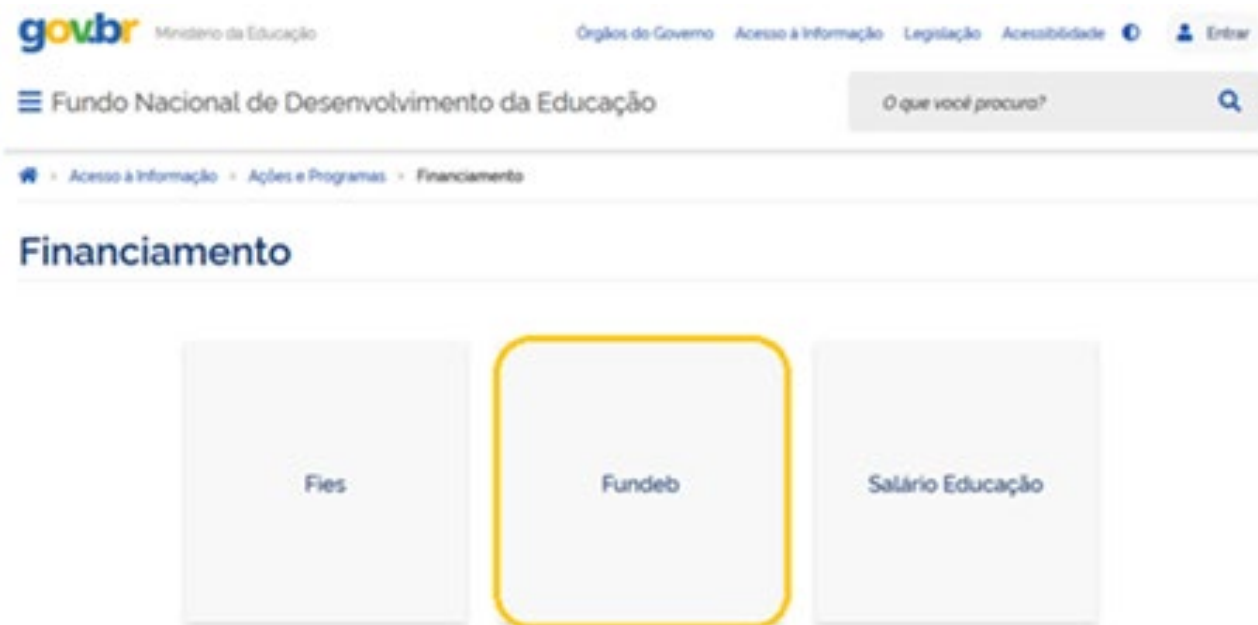 gov.br Ministério da Educação Órgãos do Governo Acesso à Informação Legislação Acessibilidade Entrar
Fundo Nacional de Desenvolvimento da Educação O que você procura?
Acesso à Informação > Ações e Programas > Financiamento
Financiamento
Fies Fundeb Salário Educação